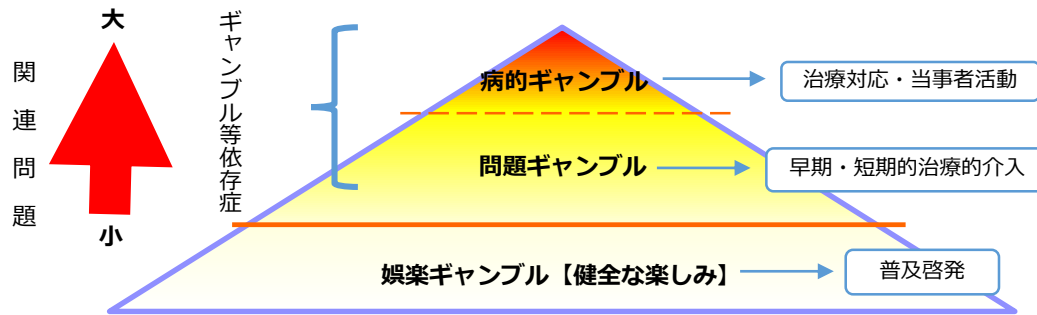 大
関連問題
小
ギャンブル等依存症
病的ギャンブル
治療対応・当事者活動
問題ギャンブル
早期・短期的治療的介入
娯楽ギャンブル【健全な楽しみ】
普及啓発